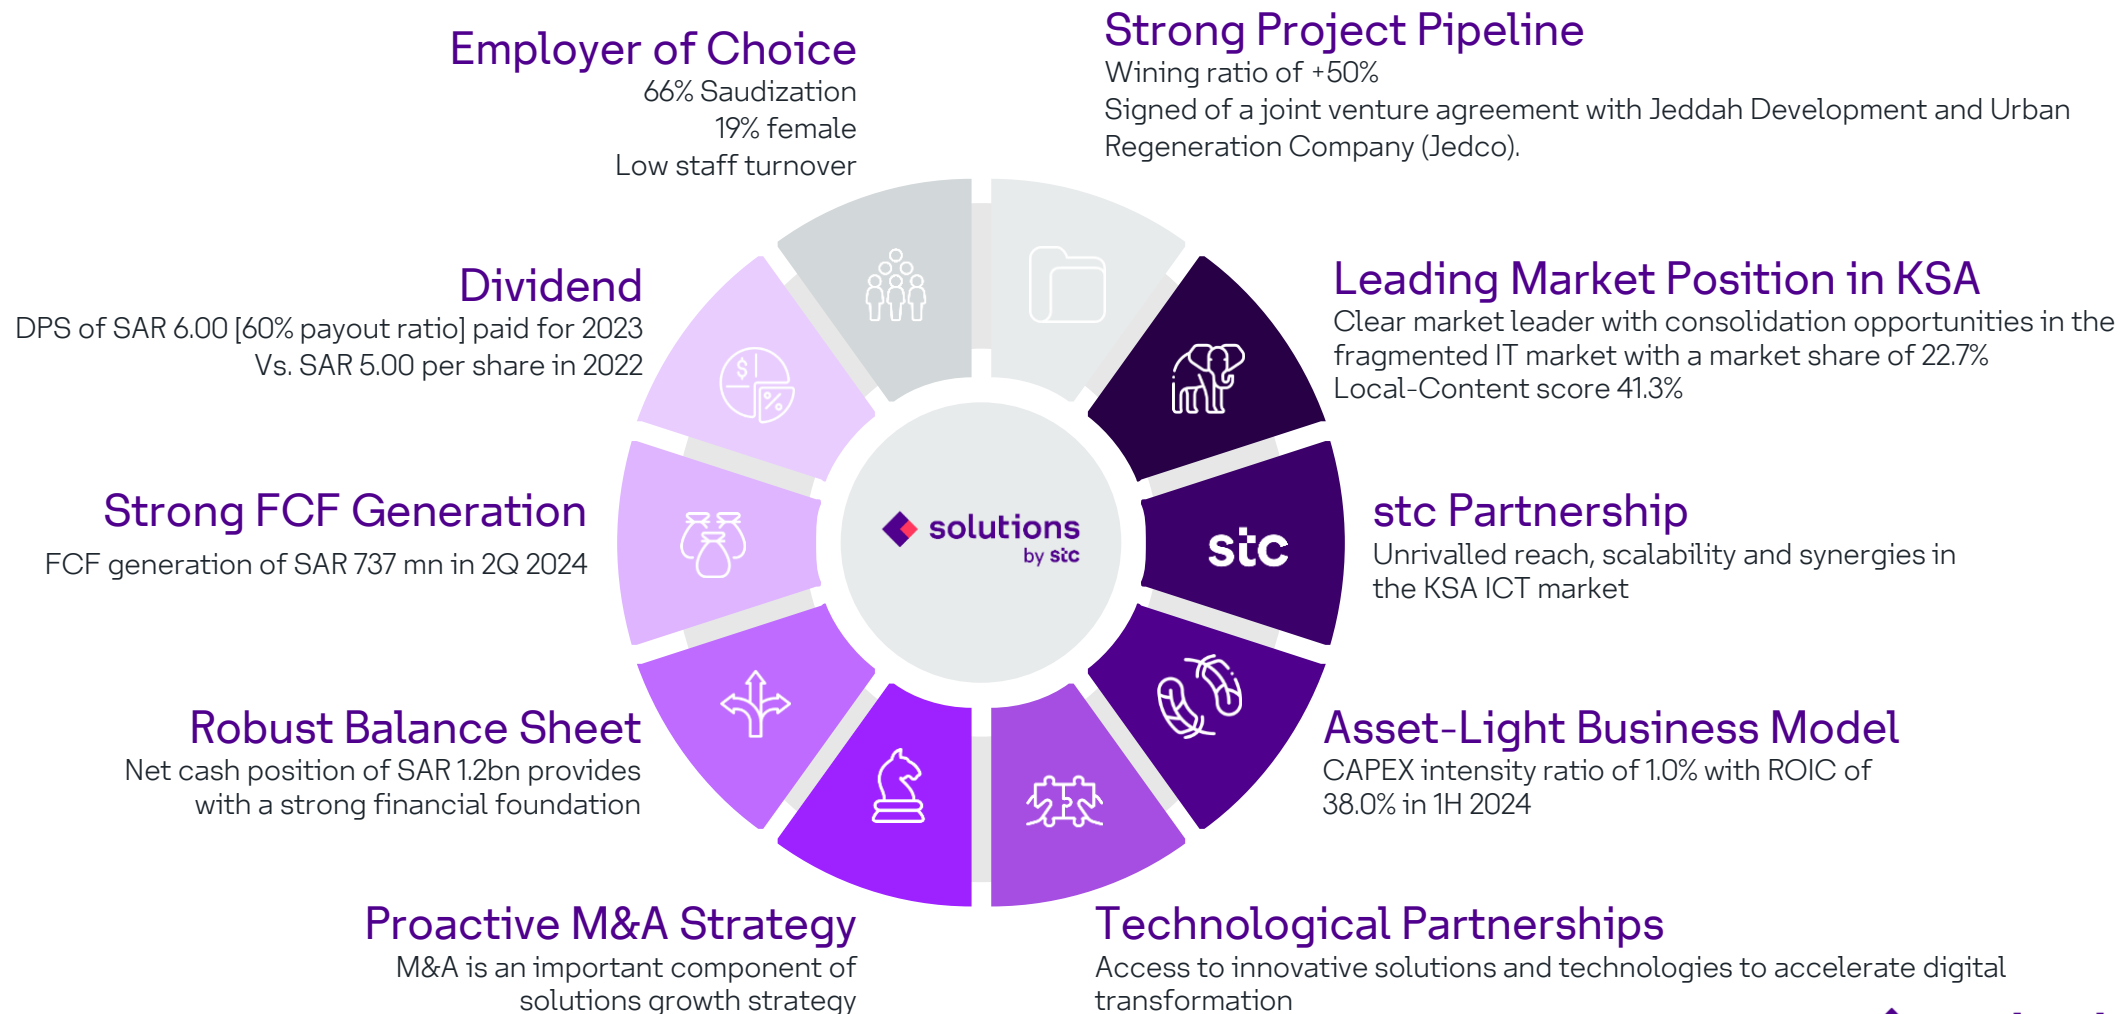 Employer of Choice
66% Saudization
19% female
Low staff turnover
Strong Project Pipeline
Wining ratio of +50%
Signed of a joint venture agreement with Jeddah Development and Urban
Regeneration Company (Jedco).
Dividend
DPS of SAR 6.00 [60% payout ratio] paid for 2023
Vs. SAR 5.00 per share in 2022
$
%
Leading Market Position in KSA
Clear market leader with consolidation opportunities in the
fragmented IT market with a market share of 22.7%
Local-Content score 41.3%
Strong FCF Generation
FCF generation of SAR 737 mn in 2Q 2024
solutions
by stc
stc
stc Partnership
Unrivalled reach, scalability and synergies in
the KSA ICT market
Robust Balance Sheet
Net cash position of SAR 1.2bn provides
with a strong financial foundation
Asset-Light Business Model
CAPEX intensity ratio of 1.0% with ROIC of
38.0% in 1H 2024
Proactive M&A Strategy
M&A is an important component of
solutions growth strategy
Technological Partnerships
Access to innovative solutions and technologies to accelerate digital
transformation